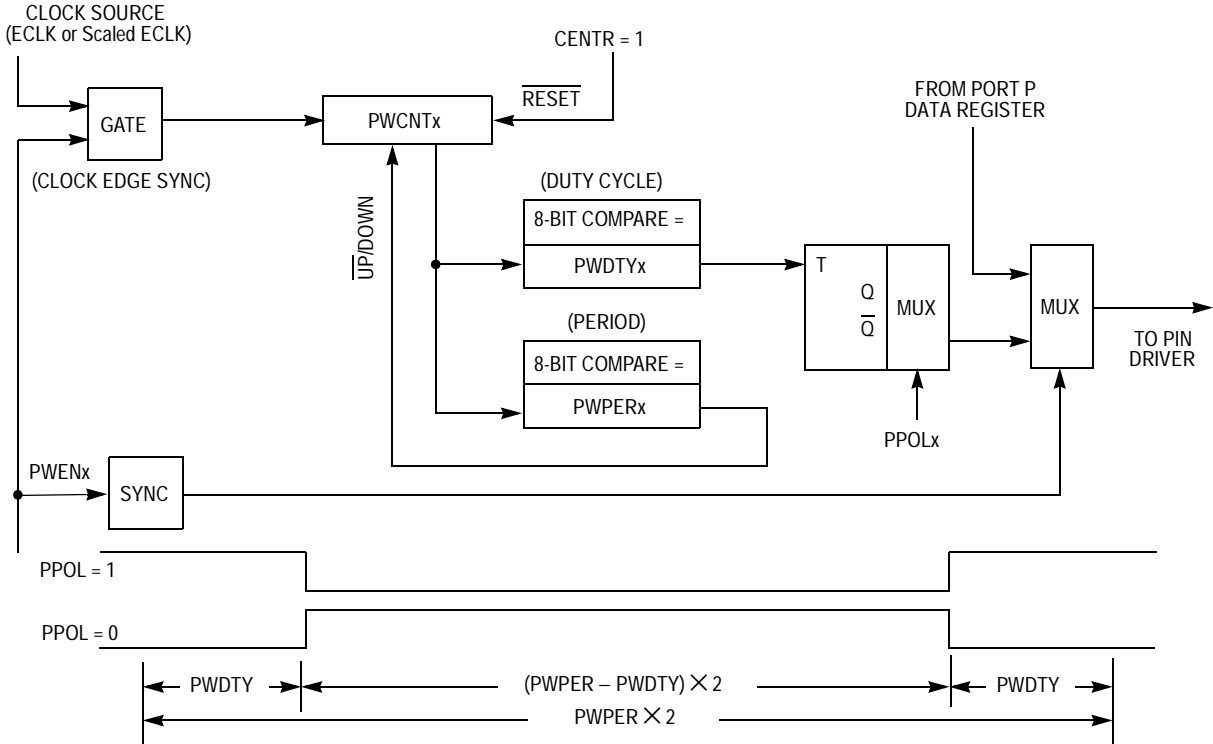 CLOCK SOURCE
(ECLK or Scaled ECLK)
CENTR = 1
RESET
FROM PORT P
DATA REGISTER
GATE
PWCNTx
(CLOCK EDGE SYNC)
UP/DOWN
(DUTY CYCLE)
8-BIT COMPARE =
PWDTYx
T
Q
Q
MUX
MUX
TO PIN
DRIVER
(PERIOD)
8-BIT COMPARE =
PWPERx
PPOLx
PWENx
SYNC
PPOL = 1
PPOL = 0
PWDTY
(PWPER – PWDTY) × 2
PWDTY
PWPER × 2